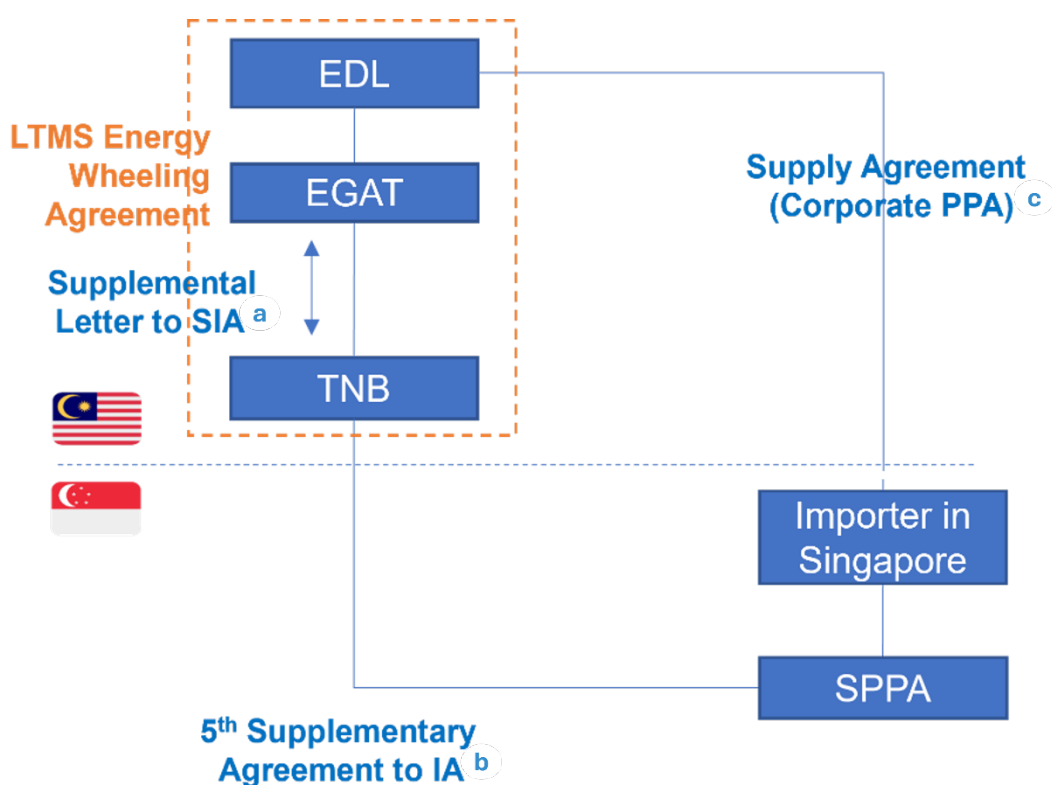 EDL
LTMS Energy
Wheeling
Agreement
EGAT
Supply Agreement
(Corporate PPA) c
Supplemental
Letter to SIA a
TNB
Importer in
Singapore
SPPA
5th Supplementary
Agreement to IA b